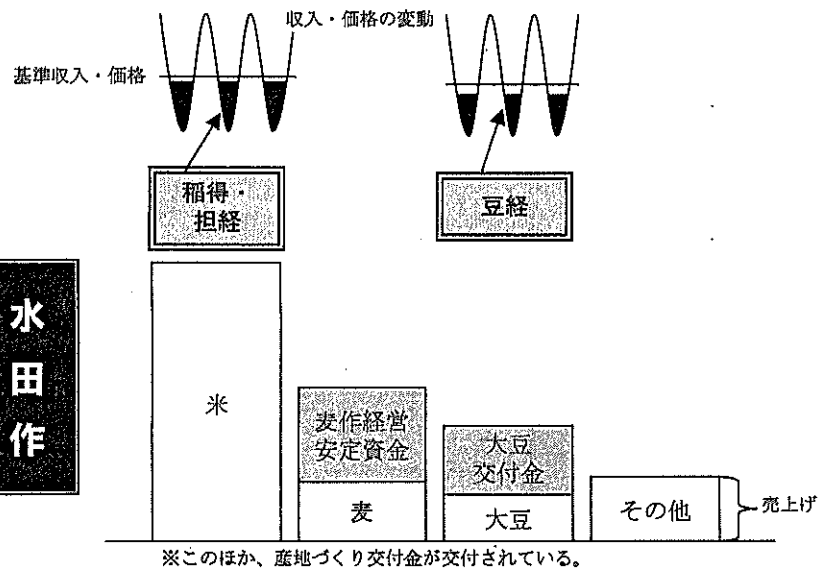 収入・価格の変動
基準収入・価格
稲得・
担経
豆経
水
田
作
米
麦作経営
安定資金
麦
大豆
交付金
大豆
その他
売上げ
※このほか、産地づくり交付金が交付されている。